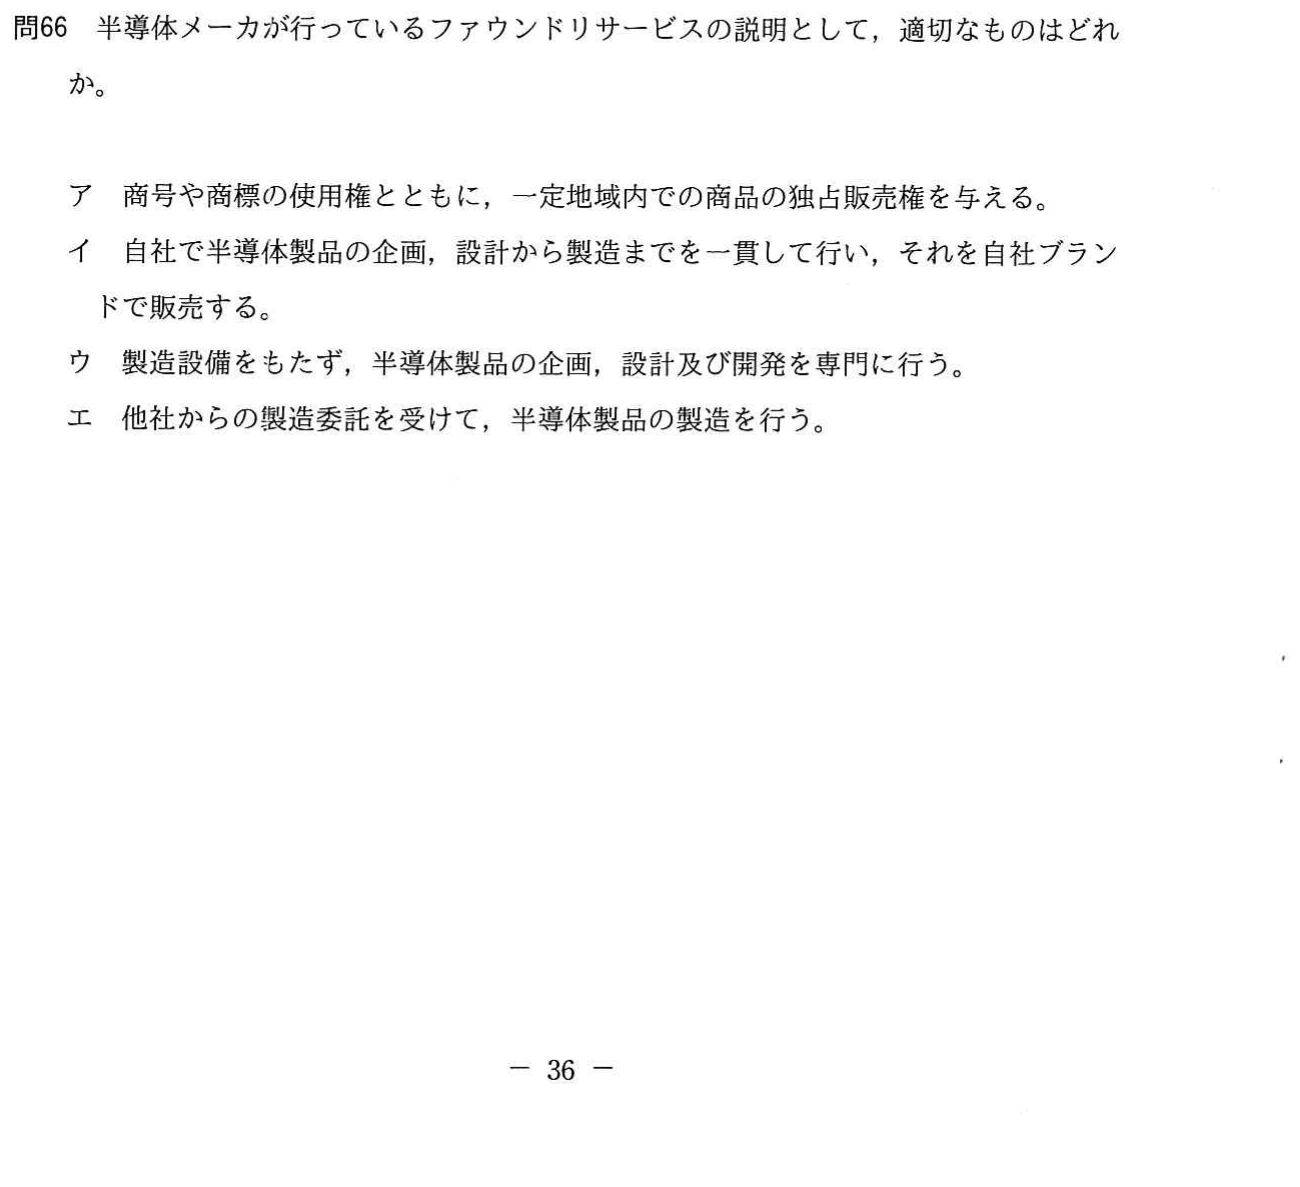 問66　半導体メーカが行っているファウンドリサービスの説明として，適切なものはどれ
か。
ア　商号や商標の使用権とともに，一定地域内での商品の独占販売権を与える。
イ　自社で半導体製品の企画，設計から製造までを一貫して行い，それを自社ブラン
ドで販売する。
ウ　製造設備をもたず，半導体製品の企画，設計及び開発を専門に行う。
エ　他社からの製造委託を受けて，半導体製品の製造を行う。
－ 36 －